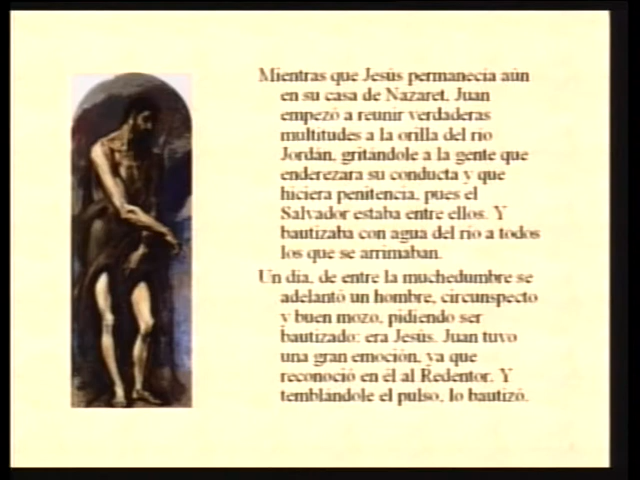 Mientras que Jesús permanecía aún
en su casa de Nazaret, Juan
empezó a reunir verdaderas
multitudes a la orilla del río
Jordán, gritándole a la gente que
enderezara su conducta y que
hiciera penitencia, pues el
Salvador estaba entre ellos. Y
bautizaba con agua del río a todos
los que se arrimaban.
Un día, de entre la muchedumbre se
adelantó un hombre, circunspecto
y buen mozo, pidiendo ser
bautizado: era Jesús. Juan tuvo
una gran emoción, ya que
reconoció en él al Redentor. Y
temblándole el pulso, lo bautizó.